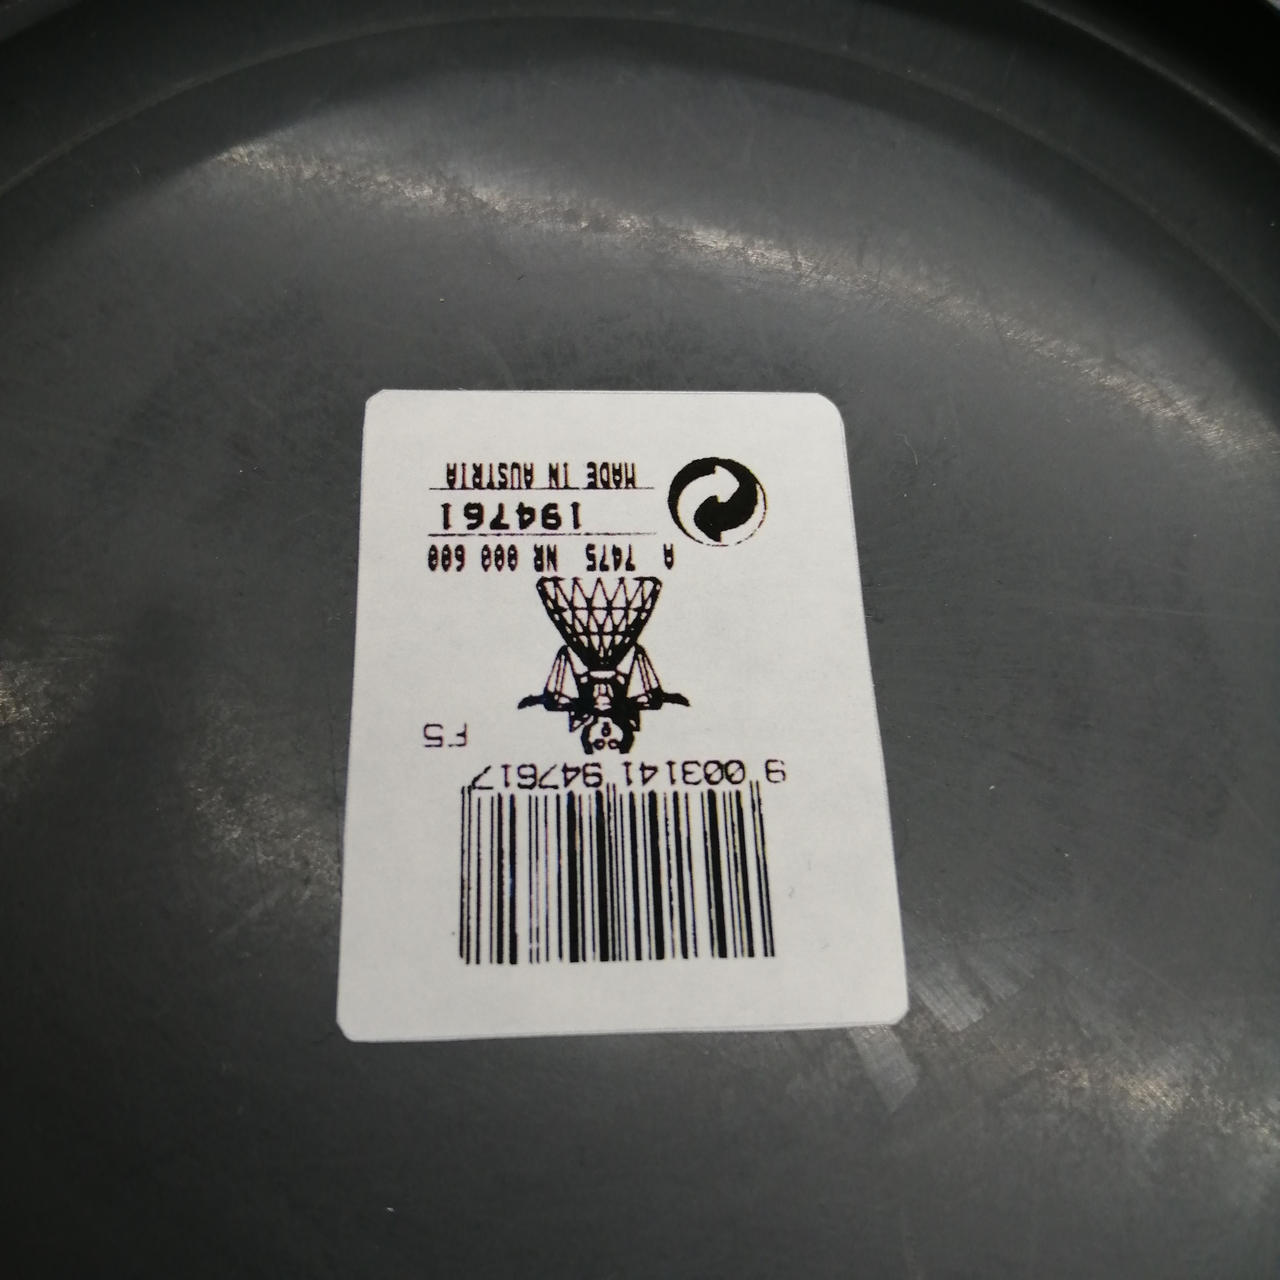 9 003141 947617
F5
A 7475 NR 000 600
194761
MADE IN AUSTRIA